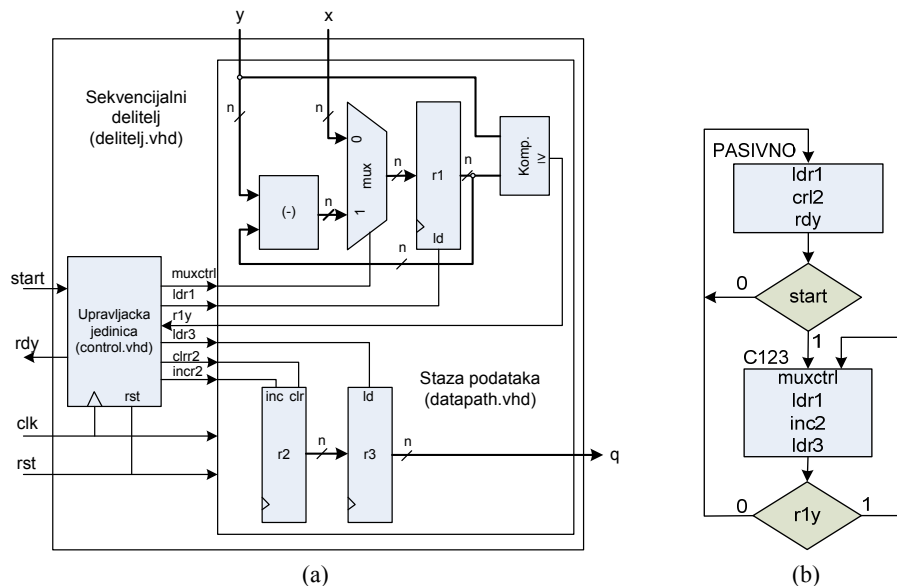 y
x
Sekvencijalni
delitelj
(delitelj.vhd)
n
n
0
mux
1
n
r1
ld
n
Komp.
≥
(-)
n
n
start
rdy
Upravljacka
jedinica
(control.vhd)
rst
muxctrl
ldr1
r1y
ldr3
clrr2
incr2
Staza podataka
(datapath.vhd)
clk
rst
inc clr
r2
n
ld
r3
n
q
(a)
PASIVNO
ldr1
crl2
rdy
0
start
1
C123
muxctrl
ldr1
inc2
ldr3
0
r1y
1
(b)